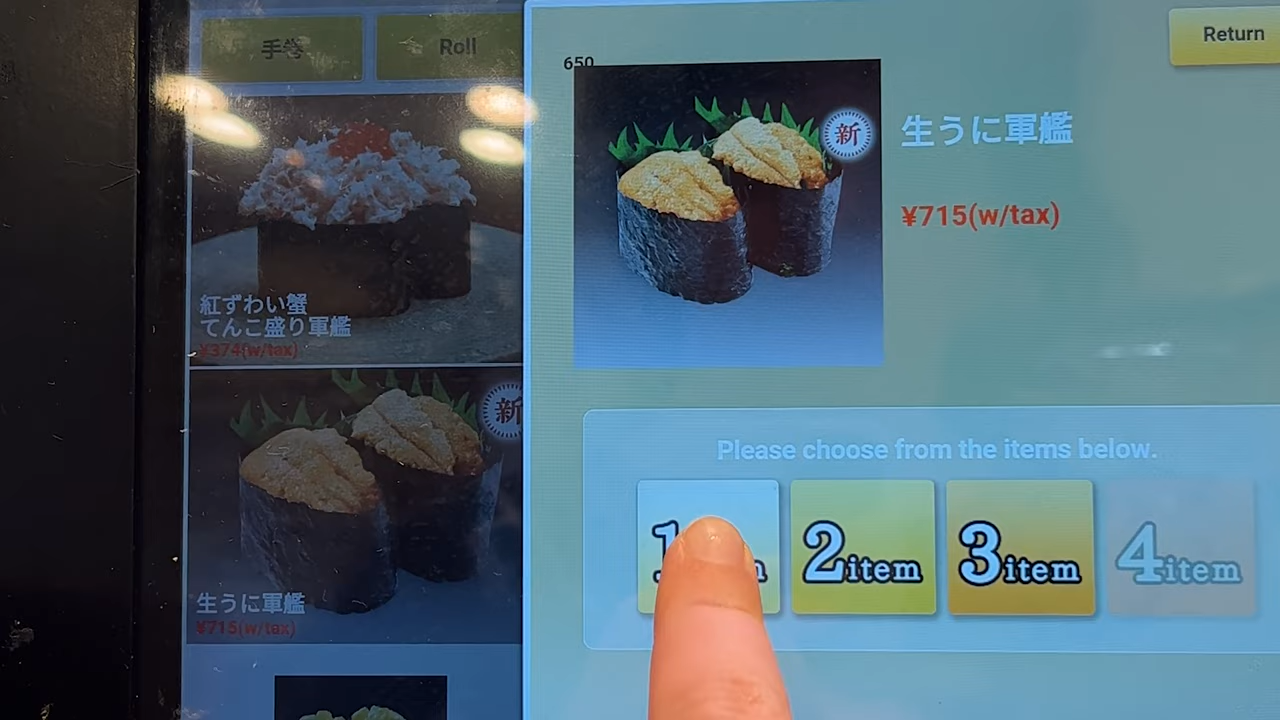 手巻
Roll
紅ずわい蟹
てんこ盛り軍艦
¥374(w/tax)
新
生うに軍艦
¥715(w/tax)
Return
650
新
生うに軍艦
¥715(w/tax)
Please choose from the items below.
1
2item
3item
4item